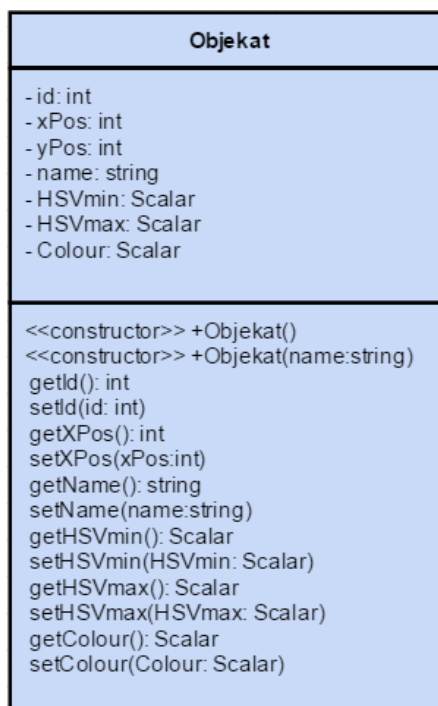 Objekat
- id: int
- xPos: int
- yPos: int
- name: string
- HSVmin: Scalar
- HSVmax: Scalar
- Colour: Scalar
<<constructor>> +Objekat()
<<constructor>> +Objekat(name:string)
getId(): int
setId(id: int)
getXPos(): int
setXPos(xPos:int)
getName(): string
setName(name:string)
getHSVmin(): Scalar
setHSVmin(HSVmin: Scalar)
getHSVmax(): Scalar
setHSVmax(HSVmax: Scalar)
getColour(): Scalar
setColour(Colour: Scalar)